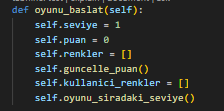 def oyunu_baslat(self):
    self.seviye = 1
    self.puan = 0
    self.renkler = []
    self.guncelle_puan()
    self.kullanici_renkler = []
    self.oyunu_siradaki_seviye()